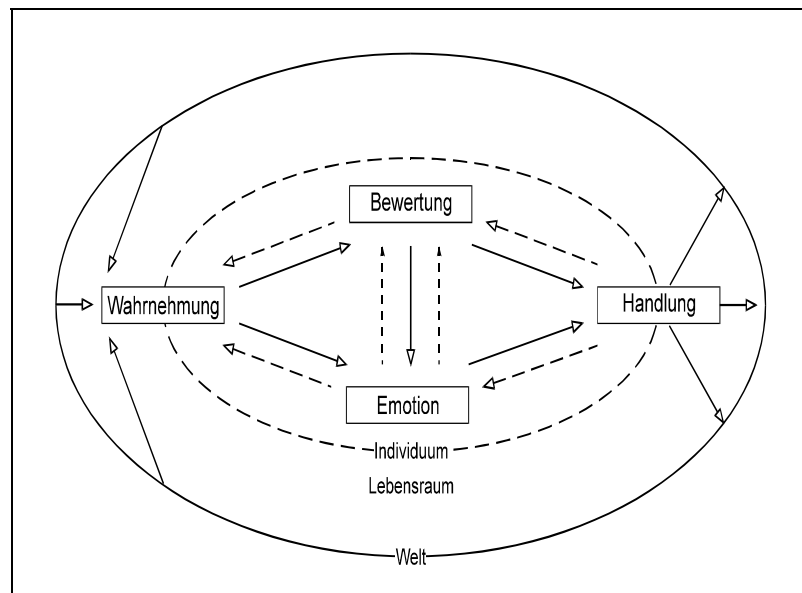 Bewertung
Wahrnehmung
Handlung
Emotion
Individuum
Lebensraum
Welt